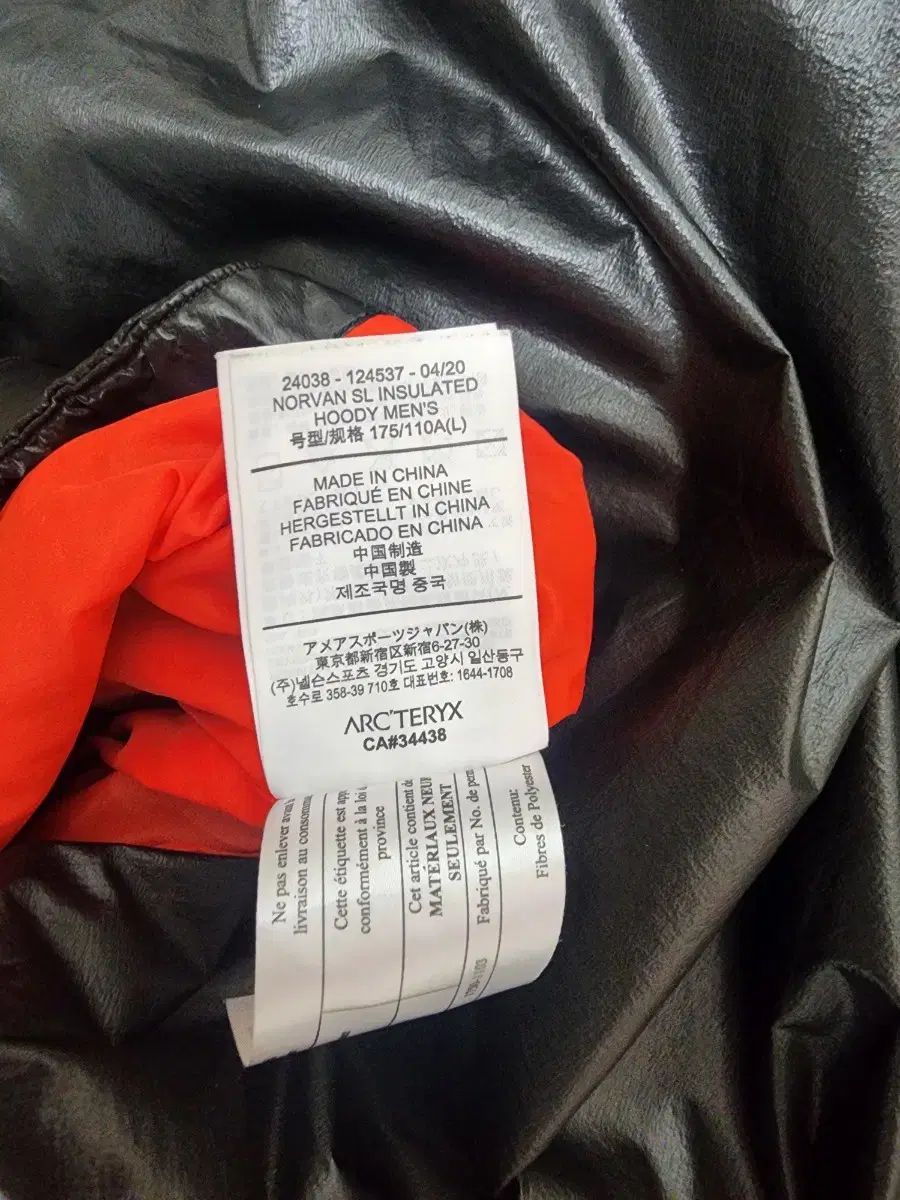 24038 - 124537 - 04/20
NORVAN SL INSULATED
HOODY MEN'S
号型/规格 175/110A(L)
MADE IN CHINA
FABRIQUÉ EN CHINE
HERGESTELLT IN CHINA
FABRICADO EN CHINA
中国制造
中国製
제조국명 중국
アメアスポーツジャパン(株)
東京都新宿区新宿6-27-30
(주)넬슨스포츠 경기도 고양시 일산동구
호수로 358-39 710호 대표번호: 1644-1708
ARC'TERYX
CA#34438
Ne pas enlever avant
livraison au
Cette étiquette est
conformément à la loi
province
Cet article contient
MATÉRIAUX
SEULEMENT
Fabriqué par No. de
Contenu:
Fibres de Polyester